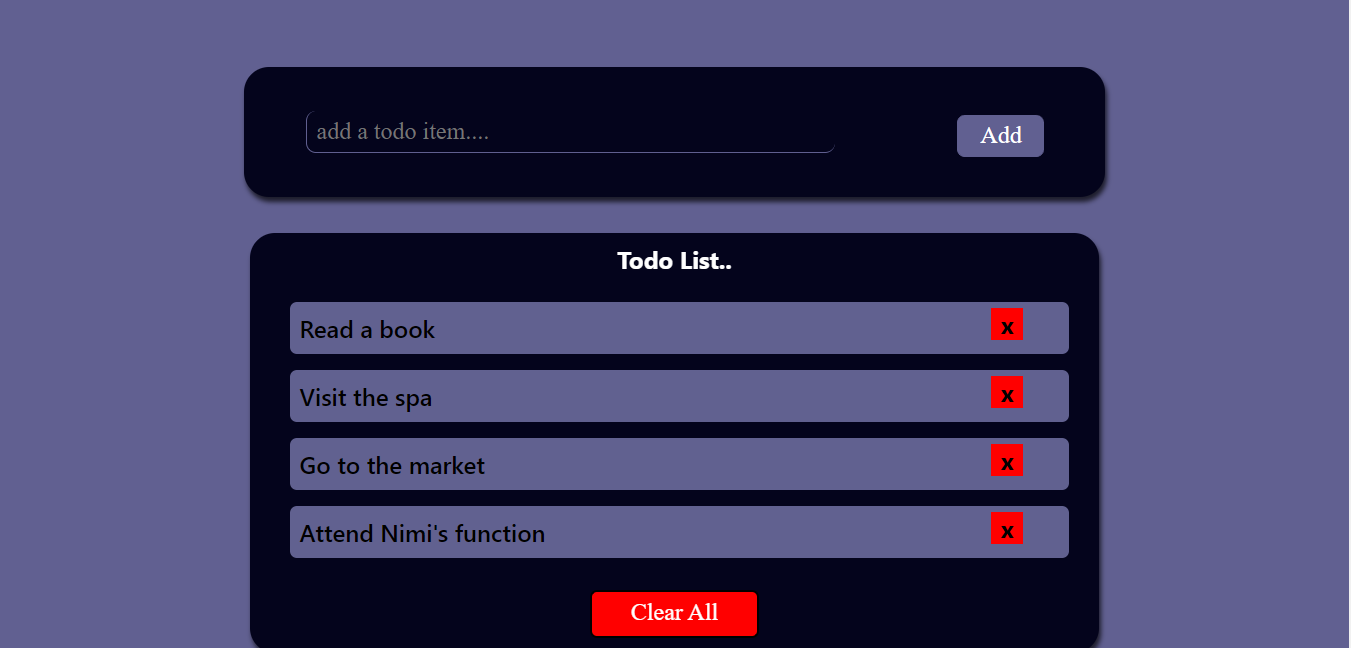 add a todo item....
Add
Todo List..
Read a book
x
Visit the spa
x
Go to the market
x
Attend Nimi's function
x
Clear All